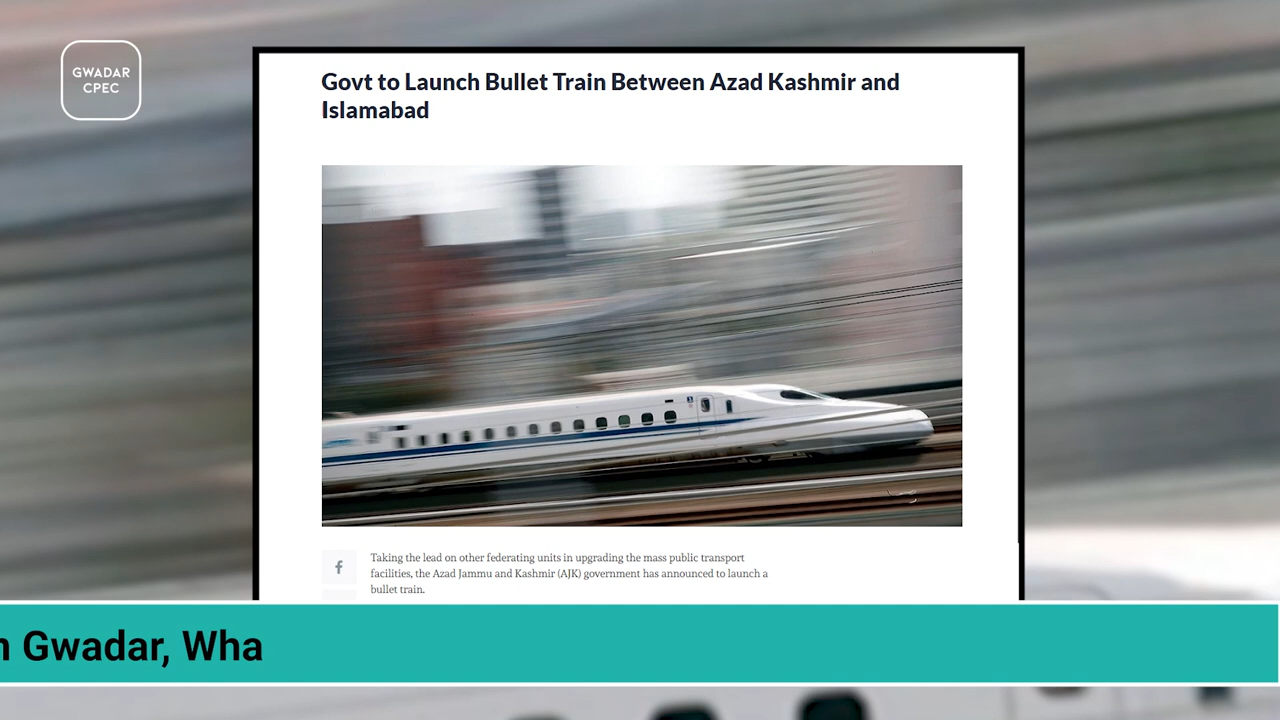 GWADAR
CPEC
Govt to Launch Bullet Train Between Azad Kashmir and
Islamabad
f
Taking the lead on other federating units in upgrading the mass public transport
facilities, the Azad Jammu and Kashmir (AJK) government has announced to launch a
bullet train.
Gwadar, Wha